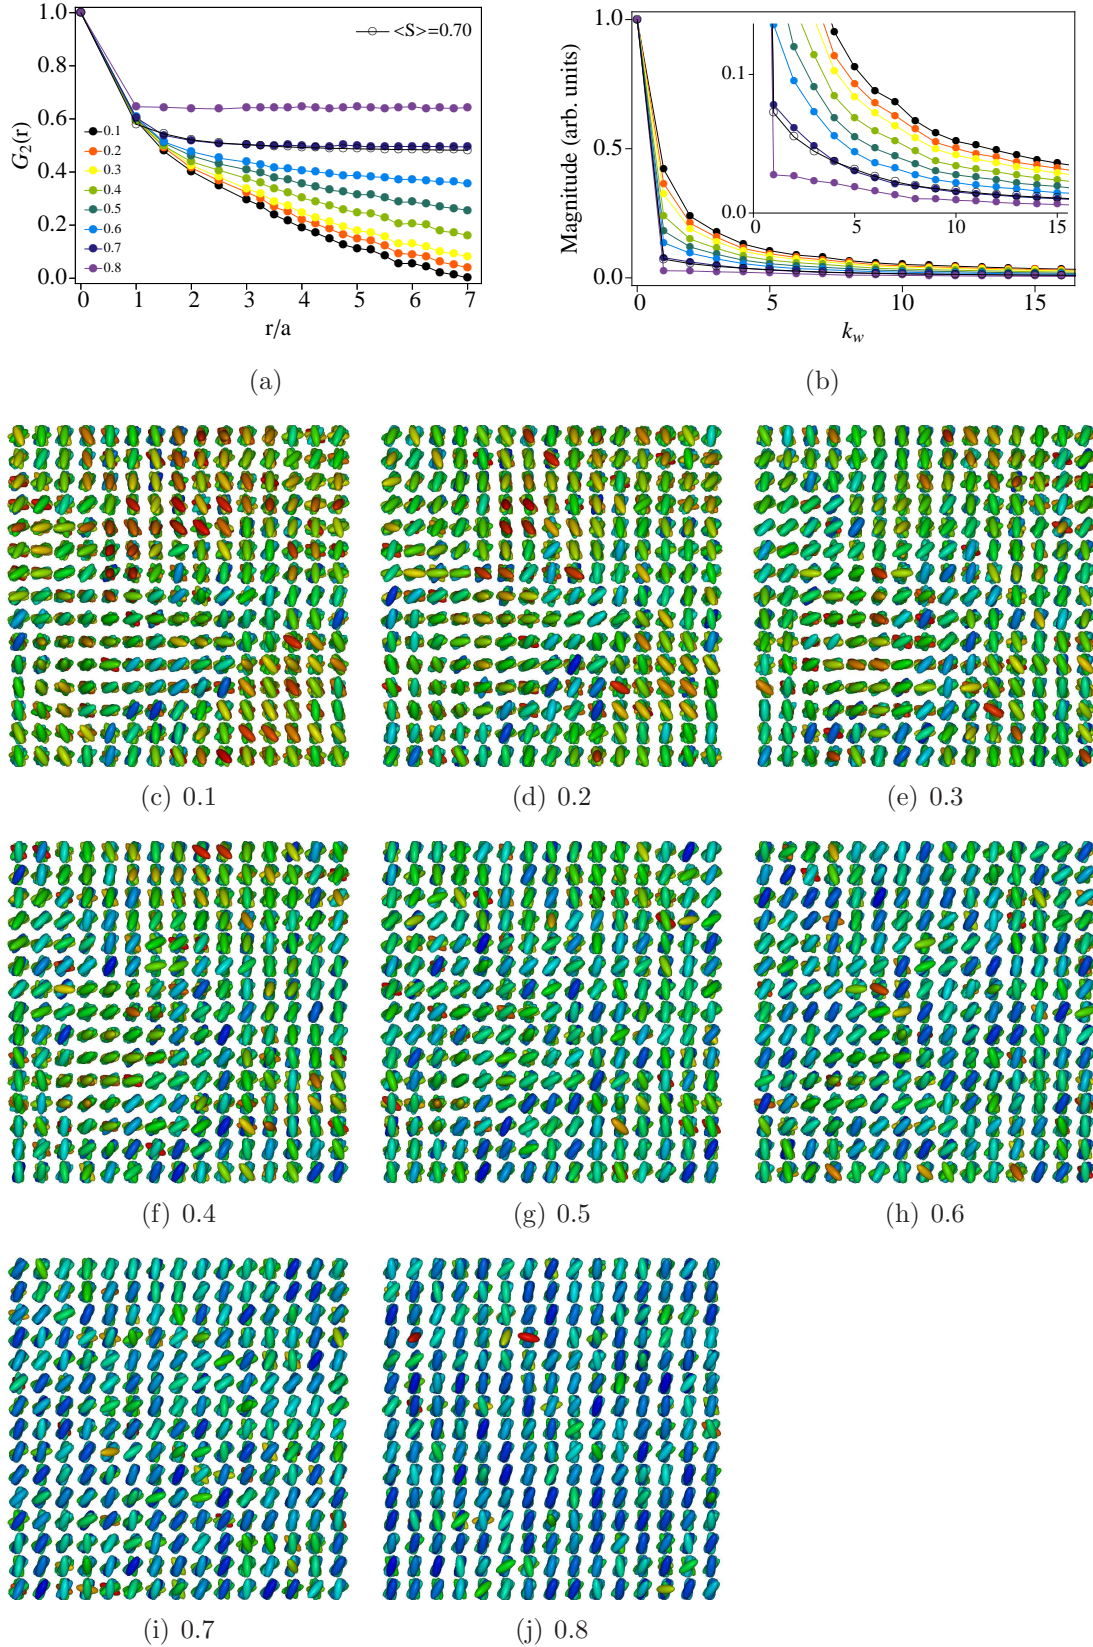 1.0
0.8
0.6
0.4
0.2
0.0
G₂(r)
<S>=0.70
0.1
0.2
0.3
0.4
0.5
0.6
0.7
0.8
0 1 2 3 4 5 6 7
r/a
(a)
1.0
0.5
0.0
Magnitude (arb. units)
0.1
0.0
5 10 15
0 5 10 15
k_w
(b)
(c) 0.1
(d) 0.2
(e) 0.3
(f) 0.4
(g) 0.5
(h) 0.6
(i) 0.7
(j) 0.8